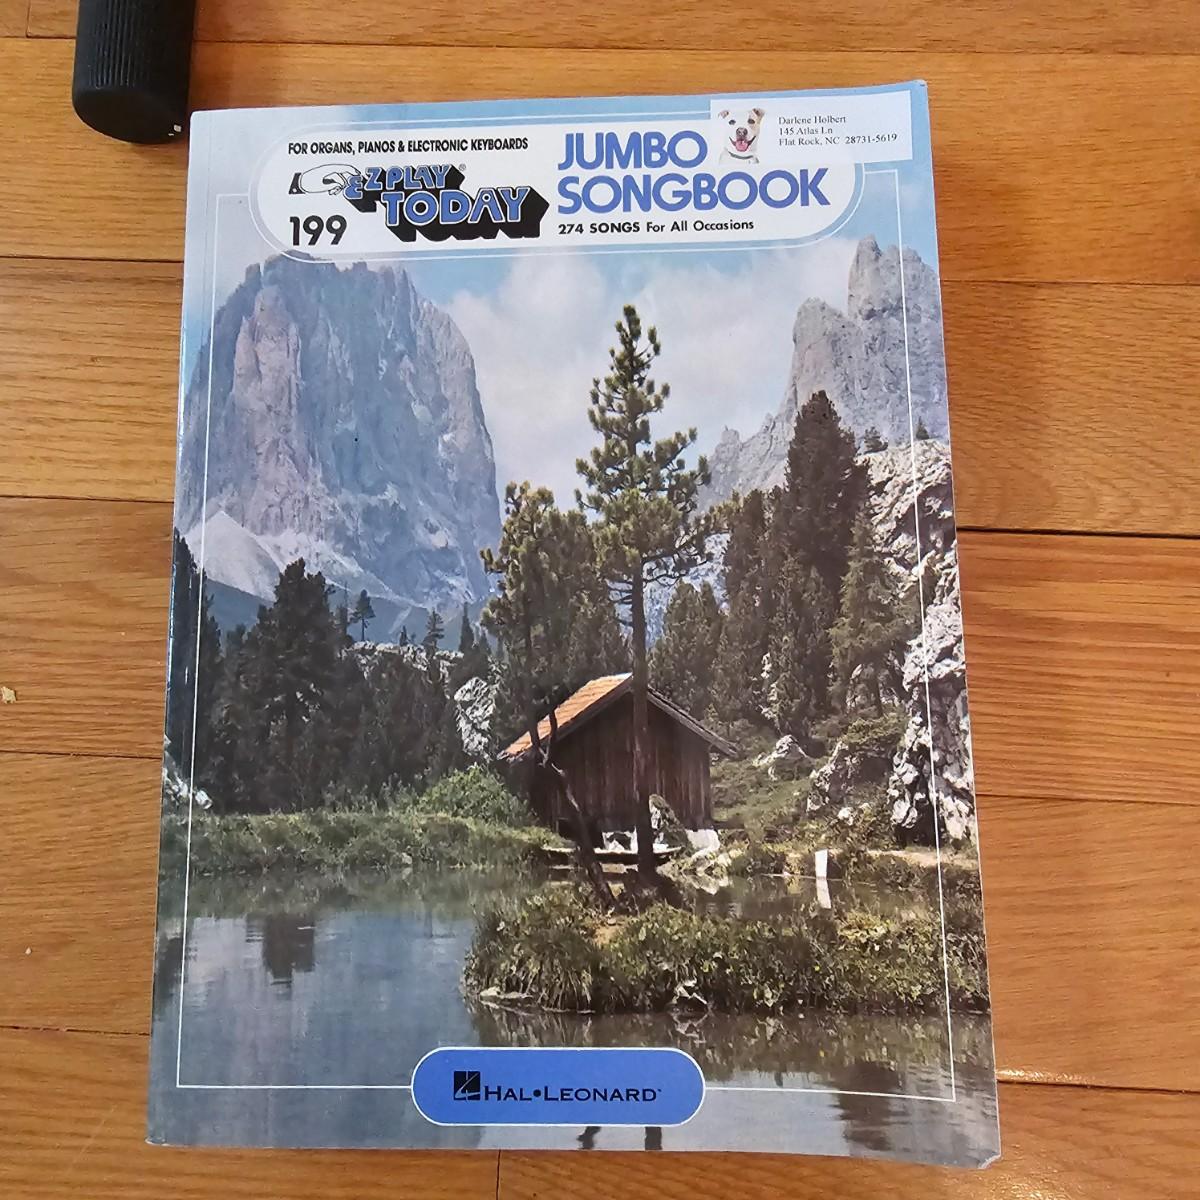 FOR ORGANS, PIANOS & ELECTRONIC KEYBOARDS
E-Z PLAY®
TODAY
199
JUMBO
SONGBOOK
274 SONGS For All Occasions
Darlene Holbert
145 Atlas Ln
Flat Rock, NC 28731-5619
HAL•LEONARD®